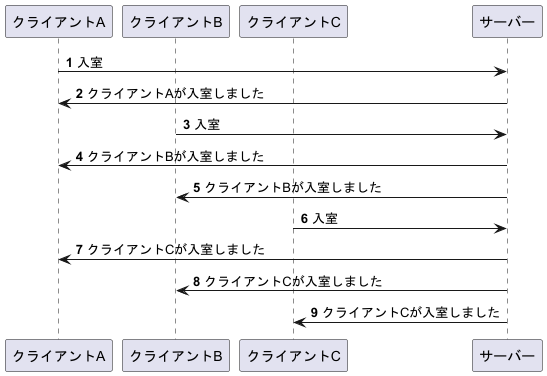 クライアントA クライアントB クライアントC サーバー
1 入室
2 クライアントAが入室しました
3 入室
4 クライアントBが入室しました
5 クライアントBが入室しました
6 入室
7 クライアントCが入室しました
8 クライアントCが入室しました
9 クライアントCが入室しました
クライアントA クライアントB クライアントC サーバー